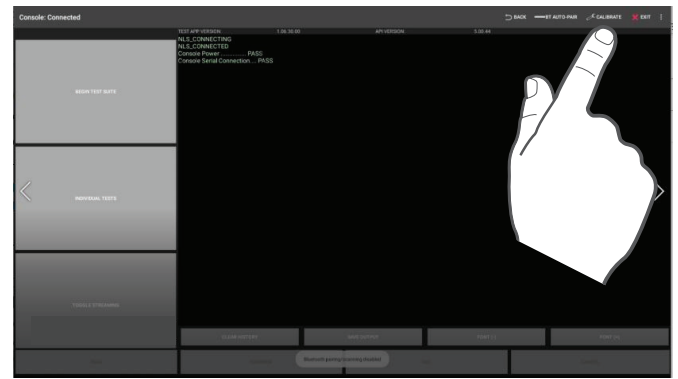 Console: Connected
BACK
BT AUTO-PAIR
CALIBRATE
EXIT
TEST APP VERSION: 1.06.30.00 API VERSION: 5.00.44
NLS_CONNECTING
NLS_CONNECTED
Console Power............... PASS
Console Serial Connection.... PASS
BEGIN TEST SUITE
INDIVIDUAL TESTS
TOGGLE STREAMING
FONT (-)
FONT (+)
Bluetooth pairing scanning disabled